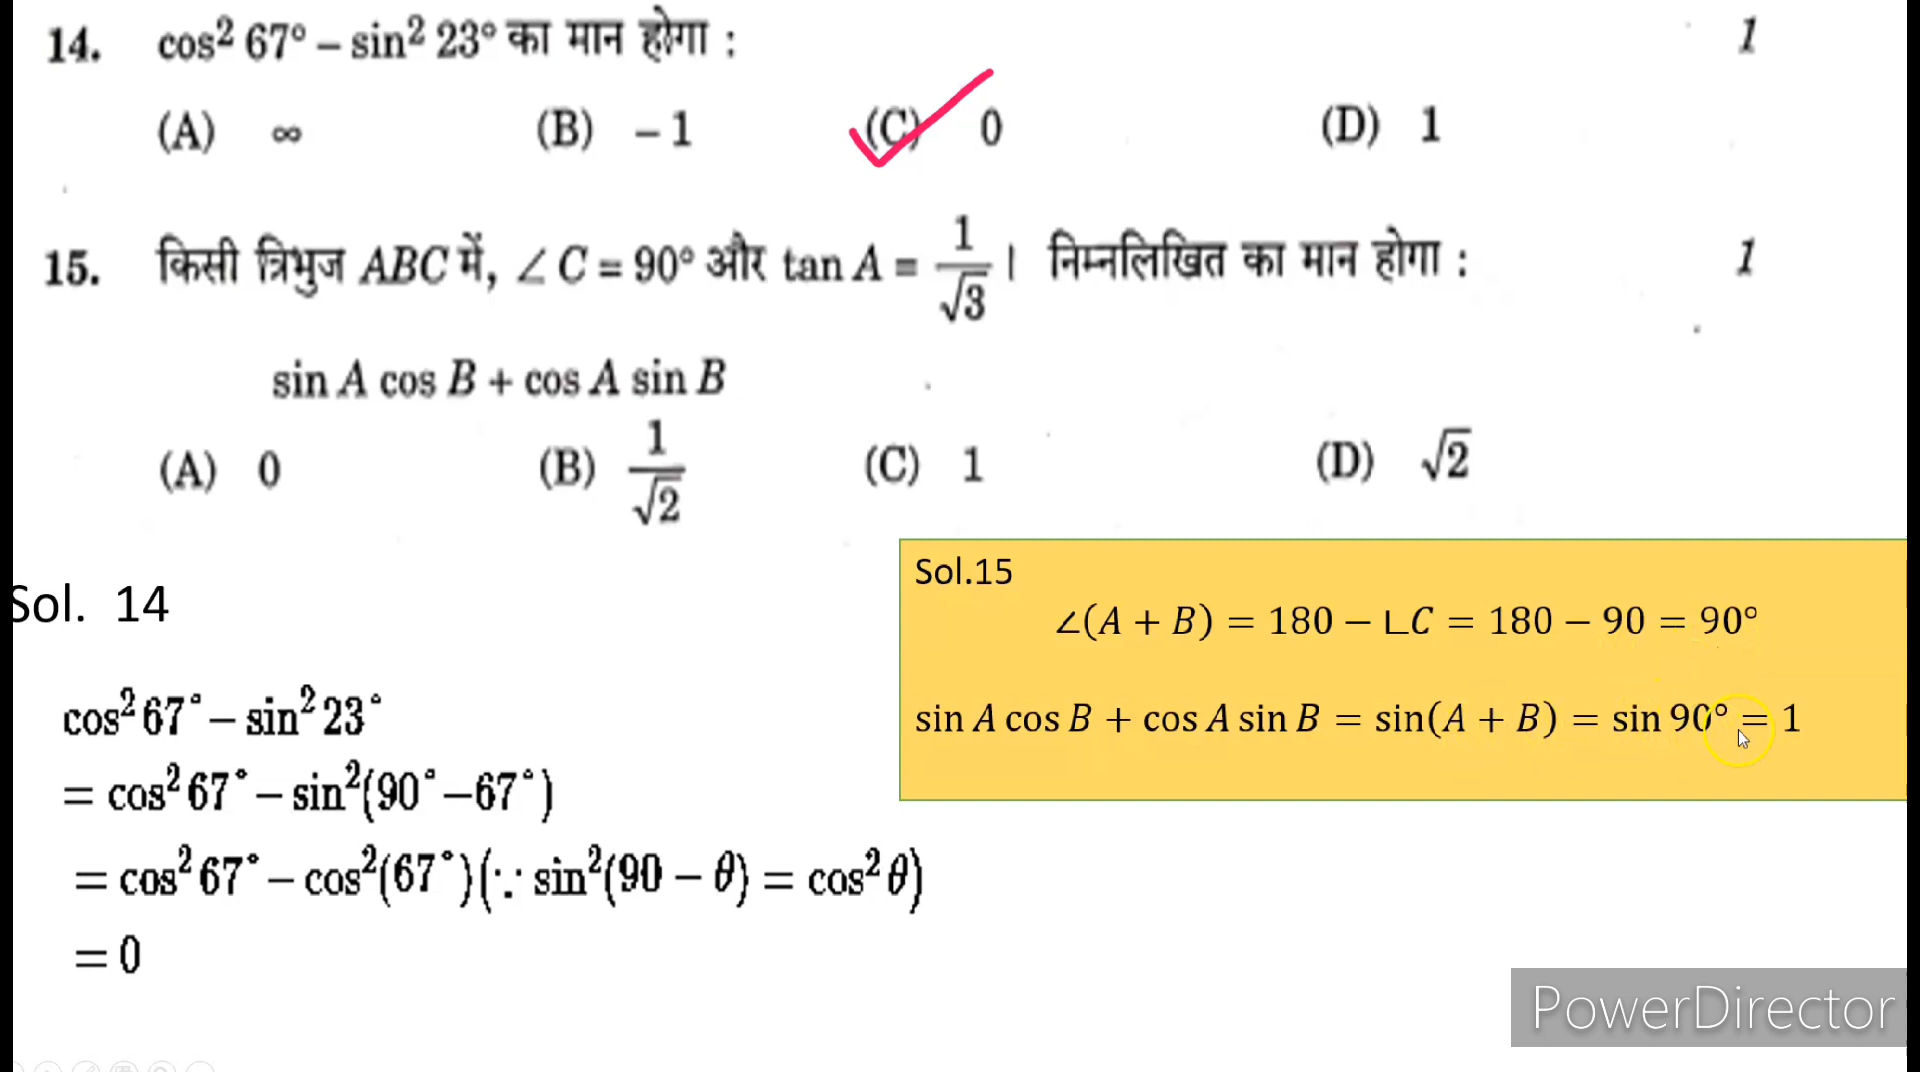 14. cos² 67° – sin² 23° का मान होगा : 1
(A) ∞ (B) – 1 (C) 0 (D) 1
15. किसी त्रिभुज ABC में, ∠ C = 90° और tan A = 1/√3 । निम्नलिखित का मान होगा : 1
sin A cos B + cos A sin B
(A) 0 (B) 1/√2 (C) 1 (D) √2
Sol. 14
cos² 67° – sin² 23°
= cos² 67° – sin² (90° – 67°)
= cos² 67° – cos² (67°) (∵ sin² (90 – θ) = cos² θ)
= 0
Sol.15
∠(A + B) = 180 − ∟C = 180 − 90 = 90°
sin A cos B + cos A sin B = sin(A + B) = sin 90° = 1
PowerDirector